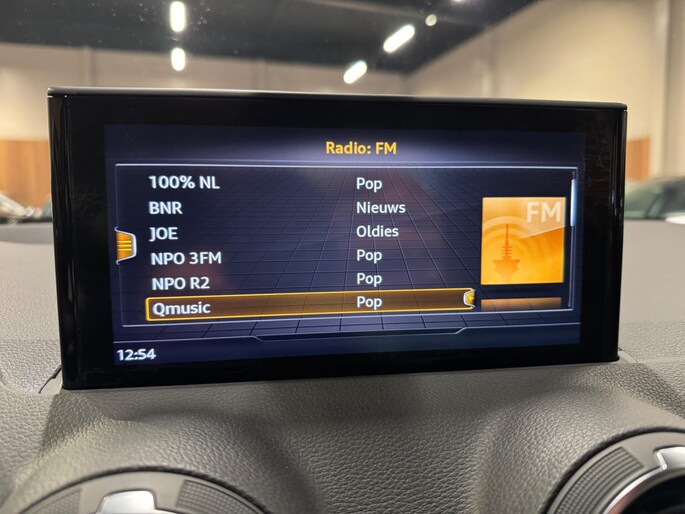 Radio: FM
100% NL Pop
BNR Nieuws
JOE Oldies
NPO 3FM Pop
NPO R2 Pop
Qmusic Pop
FM
12:54